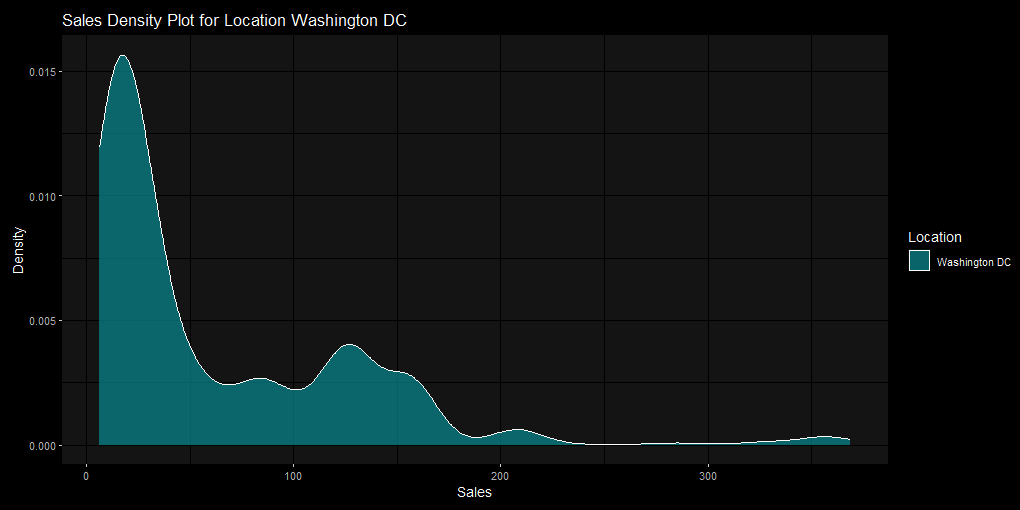 Sales Density Plot for Location Washington DC
0.015
0.010
0.005
0.000
Density
0
100
200
300
Sales
Location
Washington DC